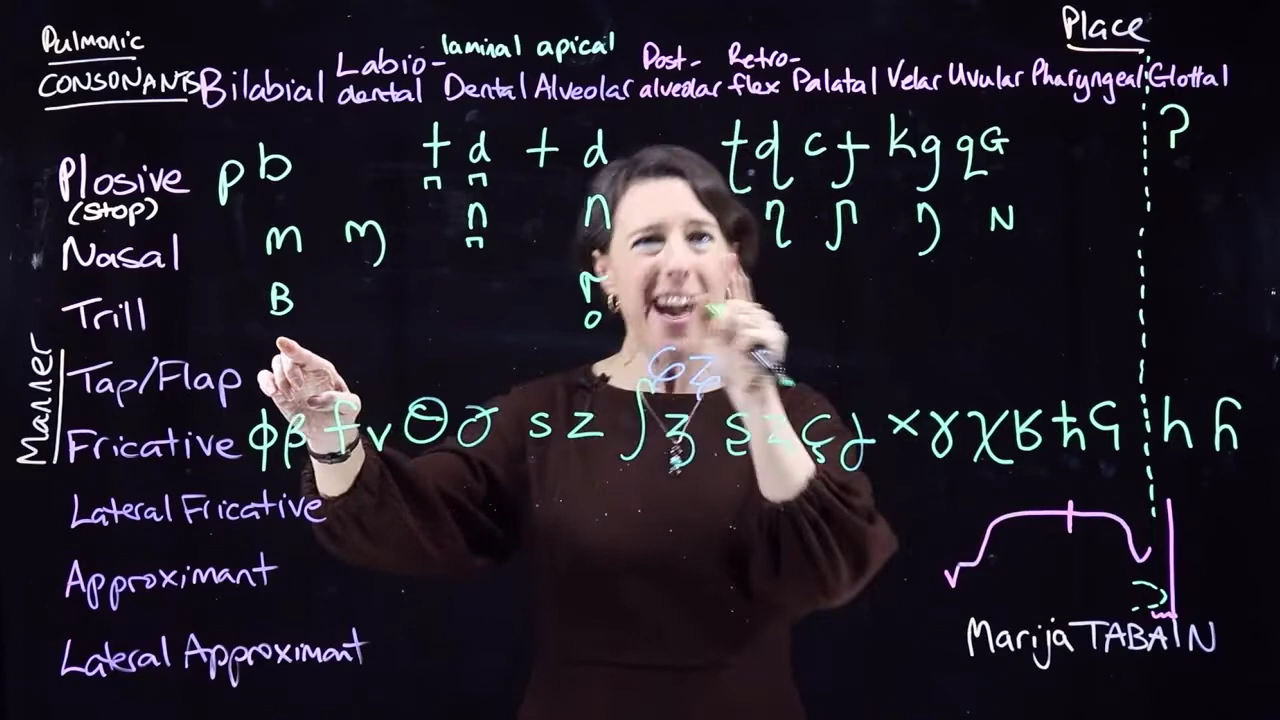 Pulmonic
CONSONANTS
Place
laminal apical
Bilabial Labio-dental Dental Alveolar Post-alveolar Retro-flex Palatal Velar Uvular Pharyngeal Glottal
Plosive
(stop)
p b t̪ d̪ t d ʈ ɖ c ɟ k g q ɢ ʔ
Nasal
m ɱ n̪ n ɳ ɲ ŋ ɴ
Trill
ʙ r̥
Manner
Tap/Flap
ɕ ʑ
Fricative
ɸ β f v θ ð s z ʃ ʒ ʂ ʐ ç ʝ x ɣ χ ʁ ħ ʕ h ɦ
Lateral Fricative
Approximant
Lateral Approximant
Marija TABAIN